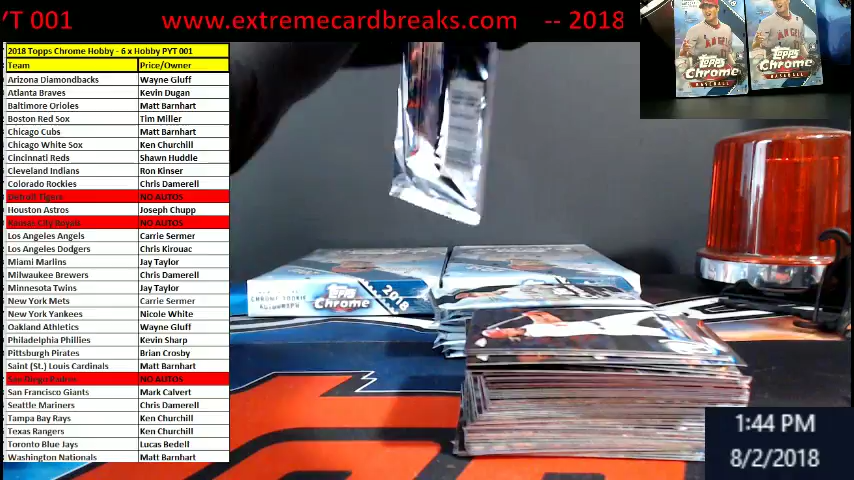 YT 001 www.extremecardbreaks.com -- 2018
2018 Topps Chrome Hobby - 6 x Hobby PYT 001
Team Price/Owner
Arizona Diamondbacks Wayne Gluff
Atlanta Braves Kevin Dugan
Baltimore Orioles Matt Barnhart
Boston Red Sox Tim Miller
Chicago Cubs Matt Barnhart
Chicago White Sox Ken Churchill
Cincinnati Reds Shawn Huddle
Cleveland Indians Ron Kinser
Colorado Rockies Chris Damerell
Detroit Tigers NO AUTOS
Houston Astros Joseph Chupp
Kansas City Royals NO AUTOS
Los Angeles Angels Carrie Sermer
Los Angeles Dodgers Chris Kirouac
Miami Marlins Jay Taylor
Milwaukee Brewers Chris Damerell
Minnesota Twins Jay Taylor
New York Mets Carrie Sermer
New York Yankees Nicole White
Oakland Athletics Wayne Gluff
Philadelphia Phillies Kevin Sharp
Pittsburgh Pirates Brian Crosby
Saint (St.) Louis Cardinals Matt Barnhart
San Diego Padres NO AUTOS
San Francisco Giants Mark Calvert
Seattle Mariners Chris Damerell
Tampa Bay Rays Ken Churchill
Texas Rangers Ken Churchill
Toronto Blue Jays Lucas Bedell
Washington Nationals Matt Barnhart
Topps
Chrome
BASEBALL
Topps
Chrome
BASEBALL
CHROME ROOKIE
AUTOGRAPH
Topps
Chrome
2018
1:44 PM
8/2/2018